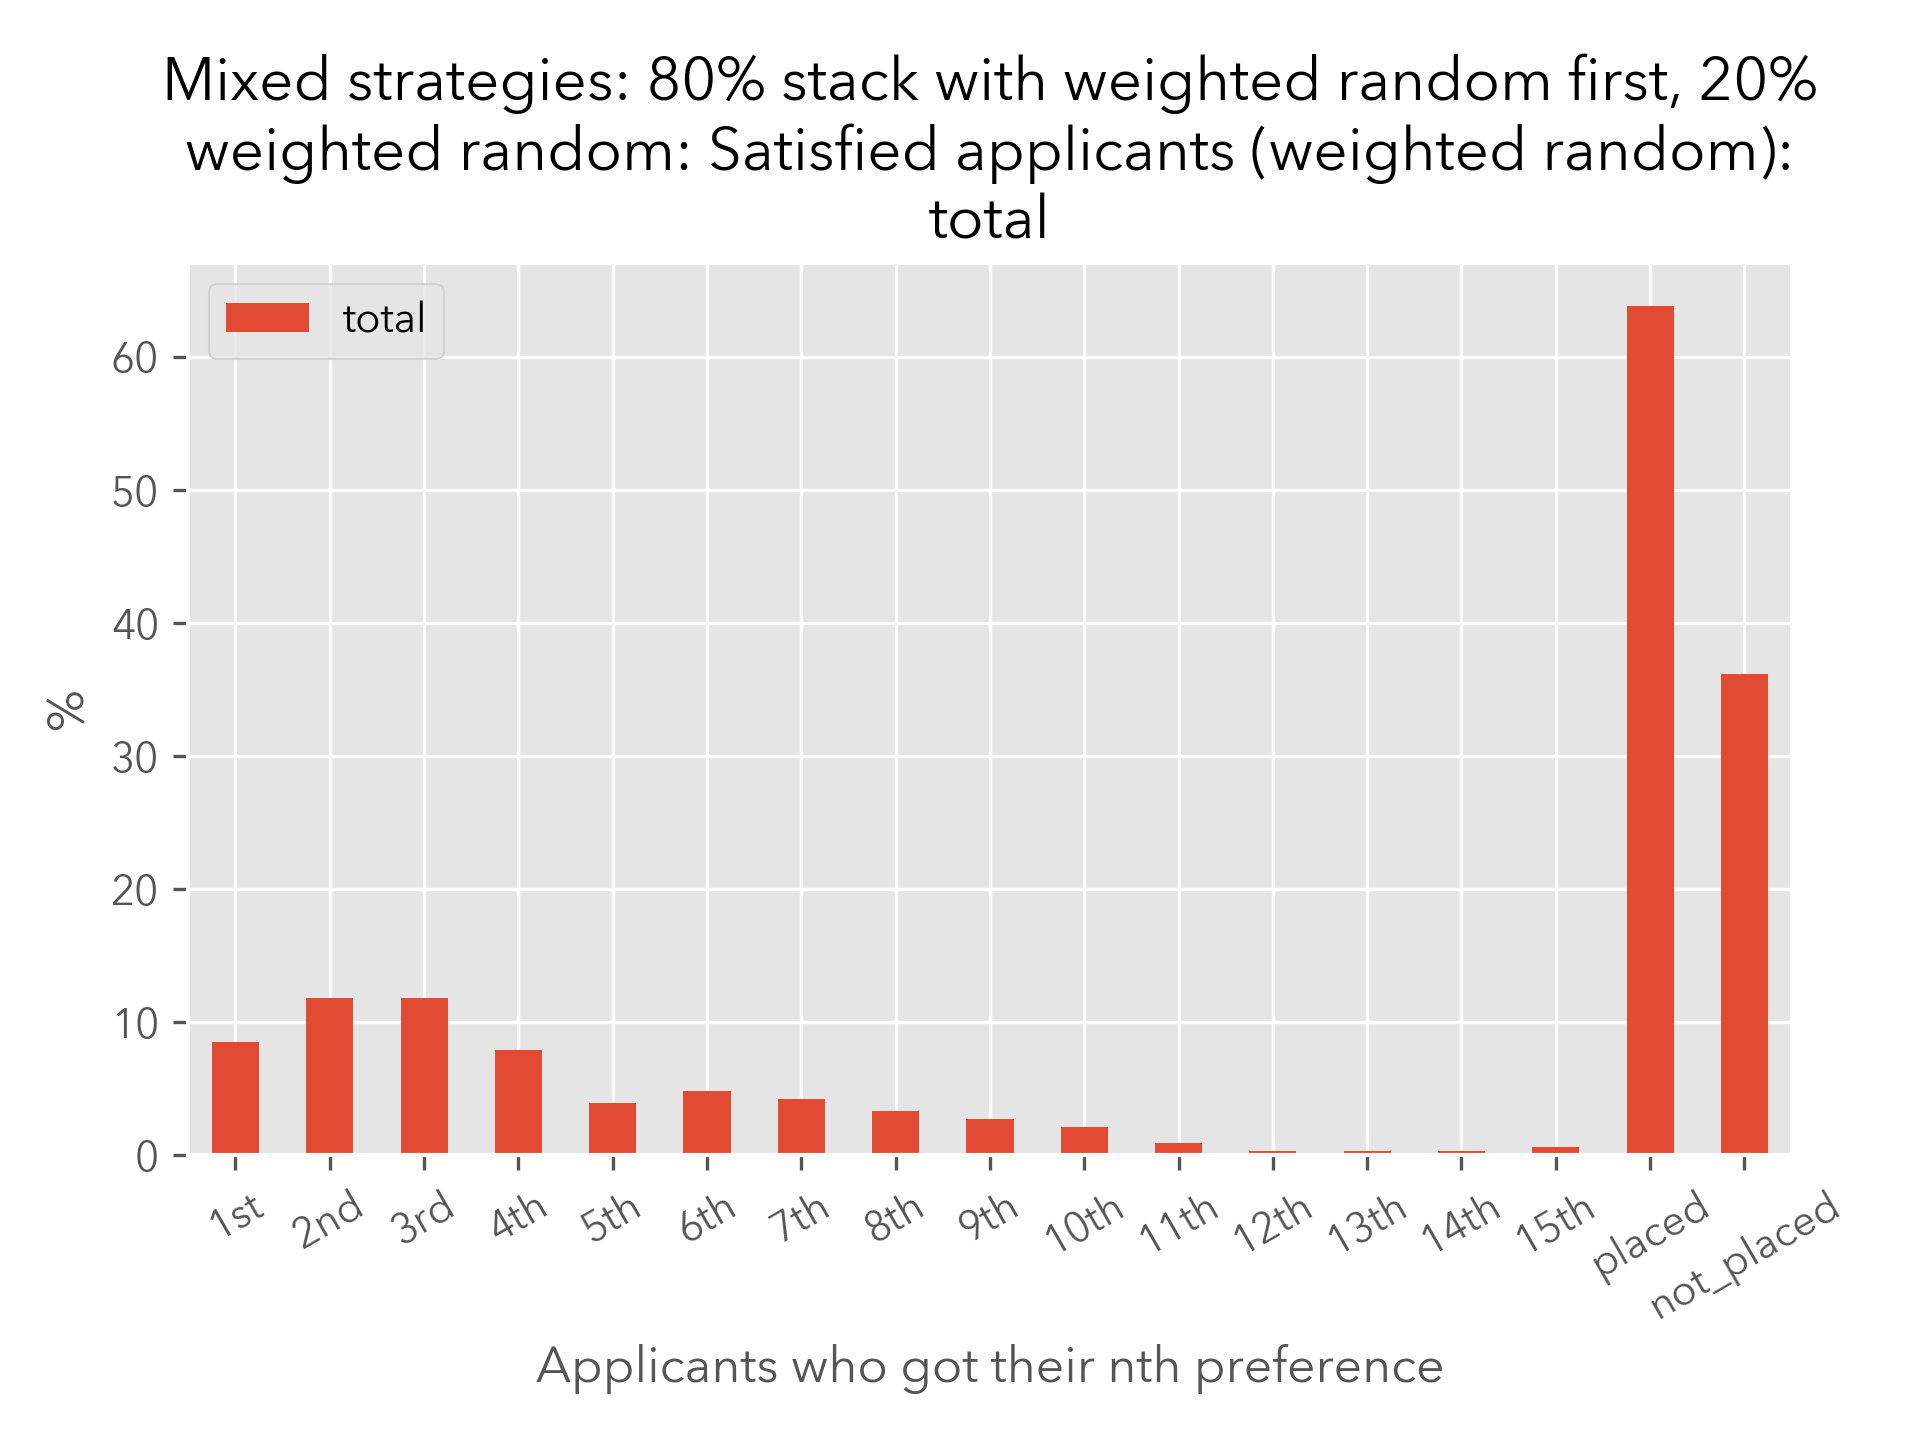 Mixed strategies: 80% stack with weighted random first, 20%
weighted random: Satisfied applicants (weighted random):
total
total
60
50
40
30
20
10
0
%
1st 2nd 3rd 4th 5th 6th 7th 8th 9th 10th 11th 12th 13th 14th 15th placed not_placed
Applicants who got their nth preference